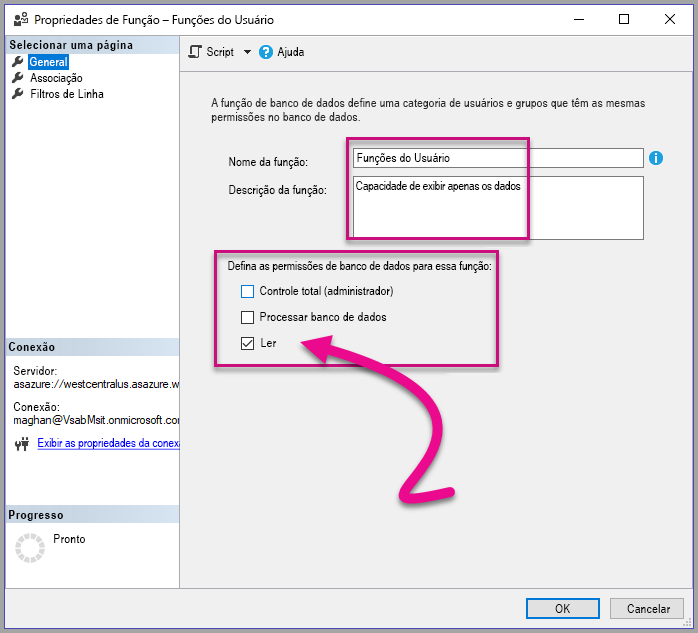 Propriedades de Função – Funções do Usuário
Selecionar uma página
General
Associação
Filtros de Linha
Script
Ajuda
A função de banco de dados define uma categoria de usuários e grupos que têm as mesmas
permissões no banco de dados.
Nome da função:
Funções do Usuário
Descrição da função:
Capacidade de exibir apenas os dados
Defina as permissões de banco de dados para essa função:
Controle total (administrador)
Processar banco de dados
Ler
Conexão
Servidor:
asazure://westcentralus.asazure.w
Conexão:
maghan@VsabMsit.onmicrosoft.com
Exibir as propriedades da conexã
Progresso
Pronto
OK
Cancelar